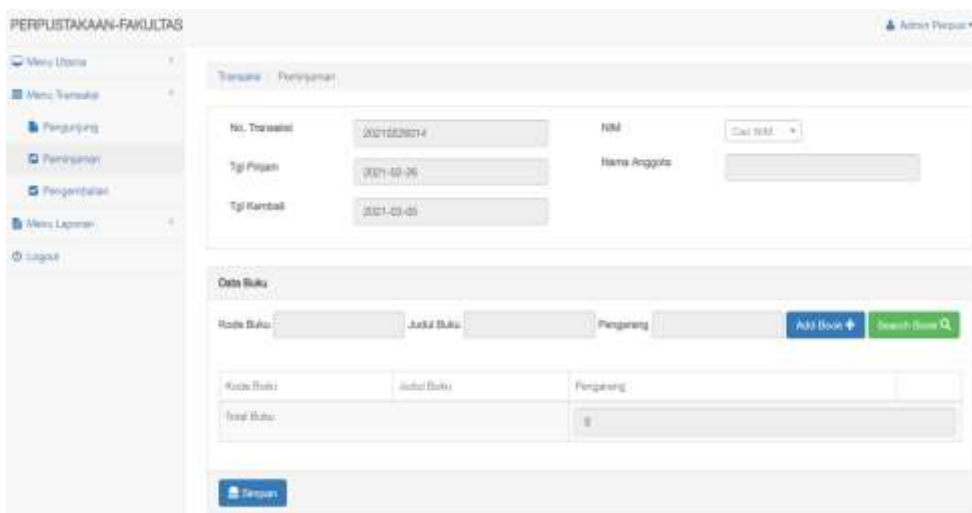 PERPUSTAKAAN-FAKULTAS
Admin Perpus
Menu Utama
Menu Transaksi
Pengunjung
Peminjaman
Pengembalian
Menu Laporan
Logout
Transaksi / Peminjaman
No. Transaksi
Tgl Pinjam 2021-02-26
Tgl Kembali 2021-03-05
NIM Cari NIM
Nama Anggota
Data Buku
Kode Buku Judul Buku Pengarang Add Book Search Book
Kode Buku Judul Buku Pengarang
Total Buku 0
Simpan